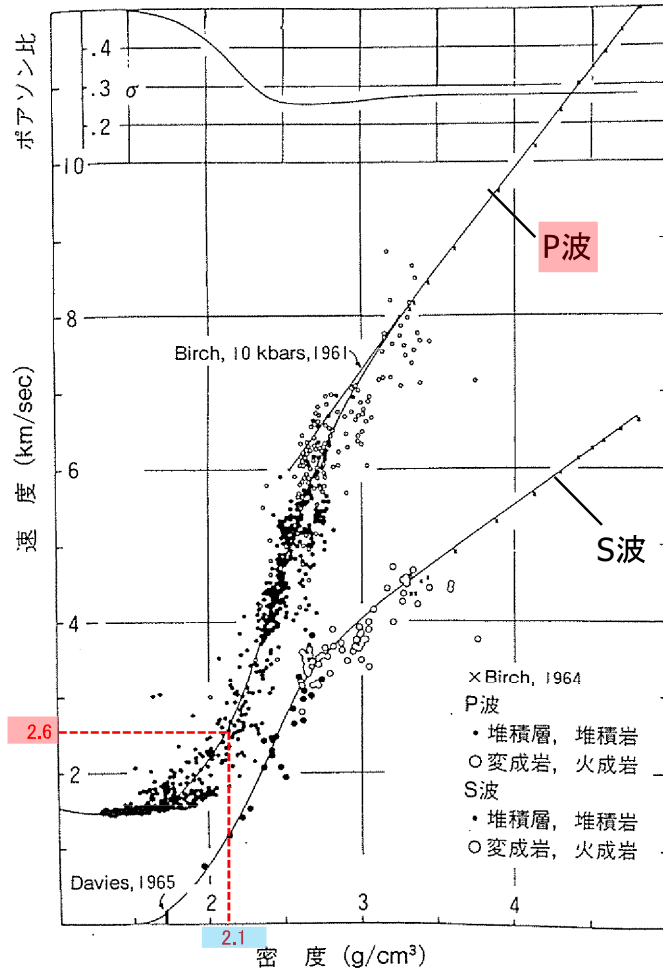 ポアソン比
.4
.3
σ
.2
10
P波
8
Birch, 10 kbars, 1961
速 度 (km/sec)
6
S波
4
×Birch, 1964
P波
・堆積層, 堆積岩
○変成岩, 火成岩
S波
・堆積層, 堆積岩
○変成岩, 火成岩
2.6
2
Davies, 1965
2
3
4
2.1
密 度 (g/cm³)